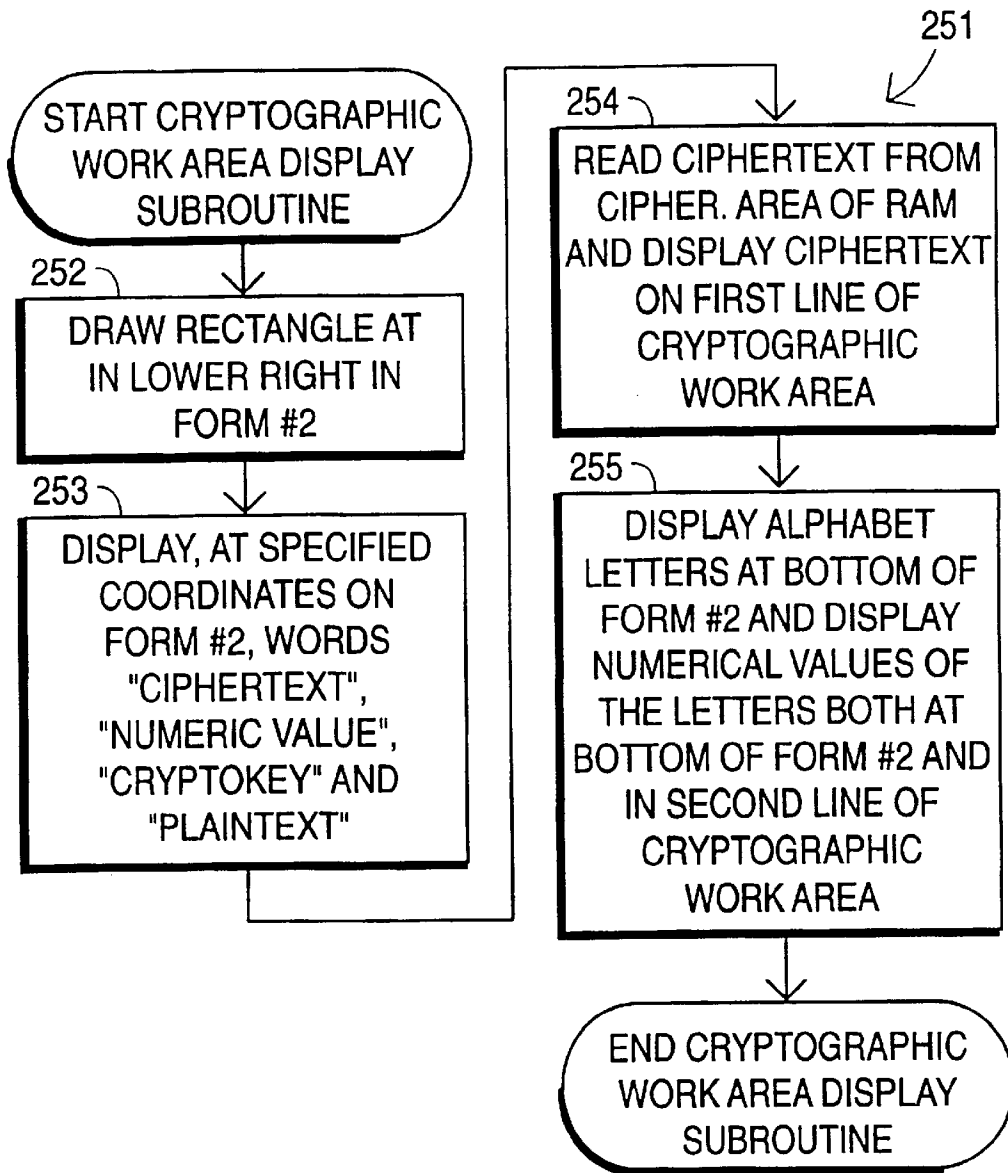 START CRYPTOGRAPHIC
WORK AREA DISPLAY
SUBROUTINE
252
DRAW RECTANGLE AT
IN LOWER RIGHT IN
FORM #2
253
DISPLAY, AT SPECIFIED
COORDINATES ON
FORM #2, WORDS
"CIPHERTEXT",
"NUMERIC VALUE",
"CRYPTOKEY" AND
"PLAINTEXT"
251
254
READ CIPHERTEXT FROM
CIPHER. AREA OF RAM
AND DISPLAY CIPHERTEXT
ON FIRST LINE OF
CRYPTOGRAPHIC
WORK AREA
255
DISPLAY ALPHABET
LETTERS AT BOTTOM OF
FORM #2 AND DISPLAY
NUMERICAL VALUES OF
THE LETTERS BOTH AT
BOTTOM OF FORM #2 AND
IN SECOND LINE OF
CRYPTOGRAPHIC
WORK AREA
END CRYPTOGRAPHIC
WORK AREA DISPLAY
SUBROUTINE